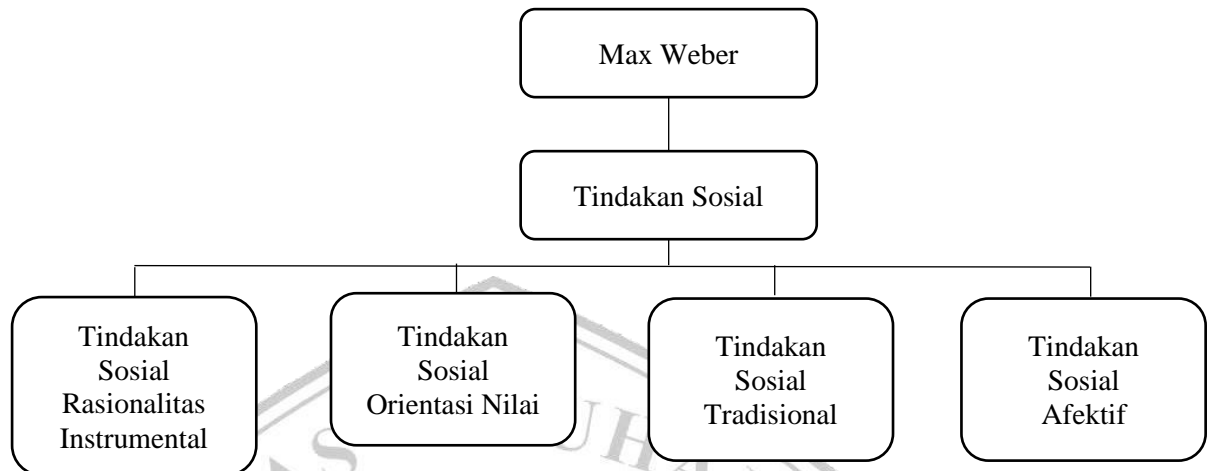 Max Weber
Tindakan Sosial
Tindakan
Sosial
Rasionalitas
Instrumental
Tindakan
Sosial
Orientasi Nilai
Tindakan
Sosial
Tradisional
Tindakan
Sosial
Afektif